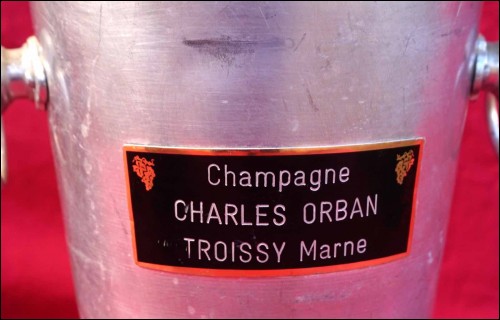 Champagne
CHARLES ORBAN
TROISSY Marne